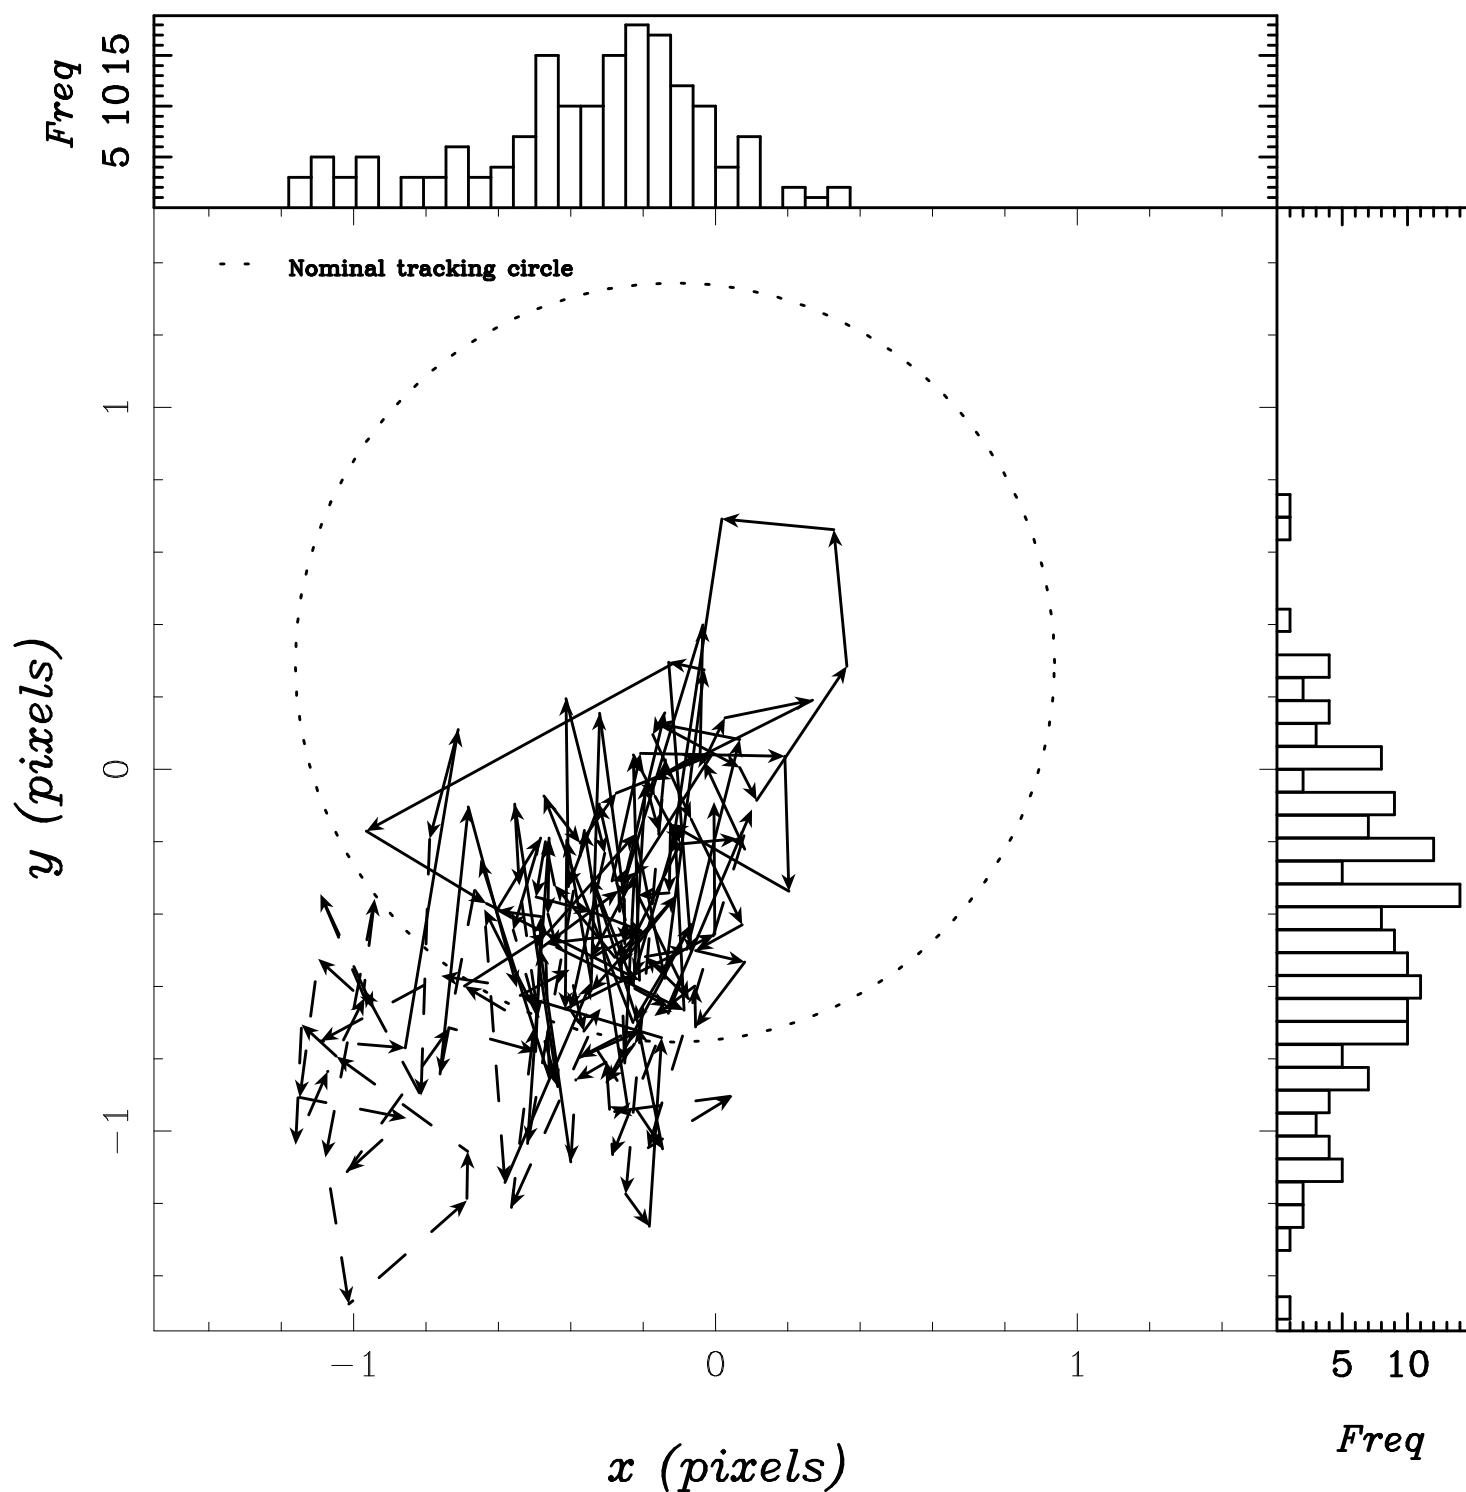 Freq
5 10 15
Nominal tracking circle
1
0
−1
y (pixels)
−1 0 1
5 10
x (pixels)
Freq